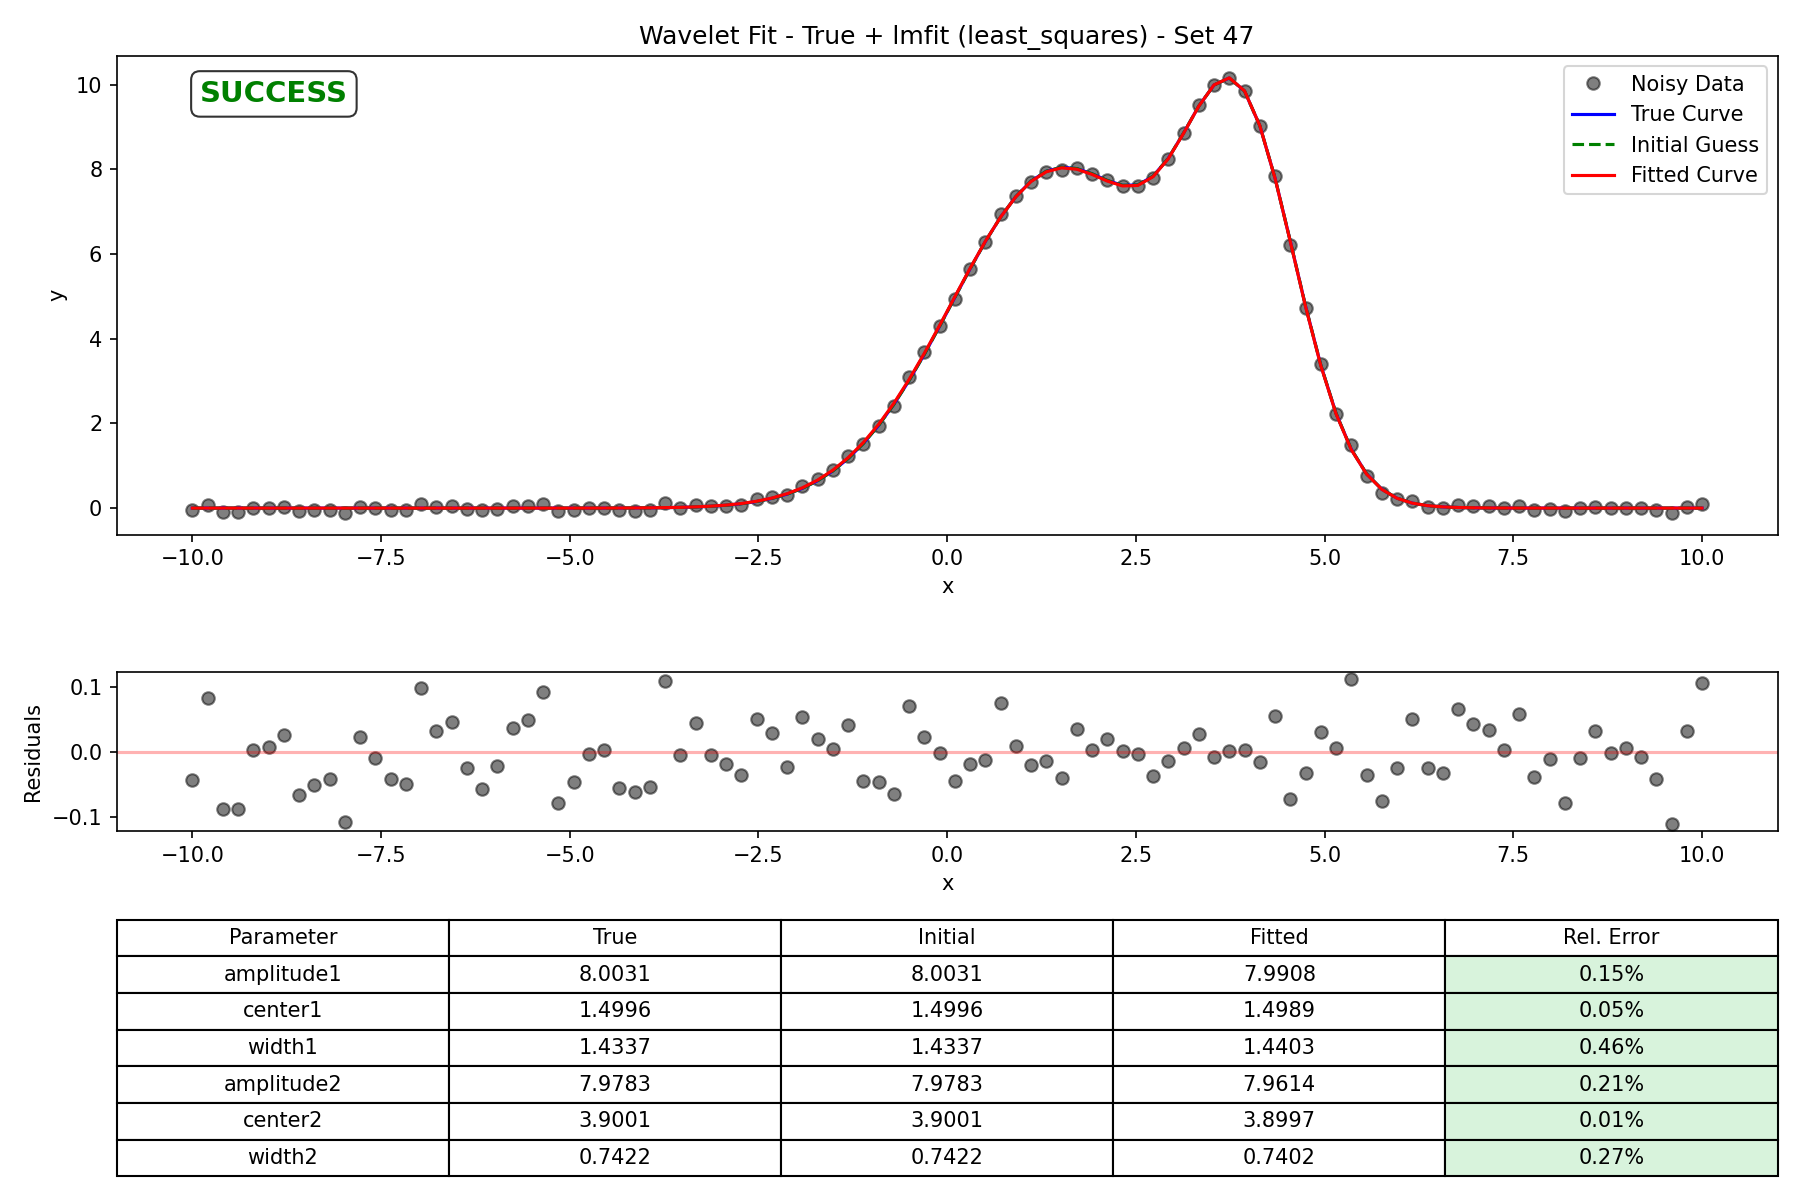 Wavelet Fit - True + lmfit (least_squares) - Set 47
SUCCESS
Noisy Data
True Curve
Initial Guess
Fitted Curve
y
10
8
6
4
2
0
−10.0 −7.5 −5.0 −2.5 0.0 2.5 5.0 7.5 10.0
x
Residuals
0.1
0.0
−0.1
−10.0 −7.5 −5.0 −2.5 0.0 2.5 5.0 7.5 10.0
x
Parameter True Initial Fitted Rel. Error
amplitude1 8.0031 8.0031 7.9908 0.15%
center1 1.4996 1.4996 1.4989 0.05%
width1 1.4337 1.4337 1.4403 0.46%
amplitude2 7.9783 7.9783 7.9614 0.21%
center2 3.9001 3.9001 3.8997 0.01%
width2 0.7422 0.7422 0.7402 0.27%